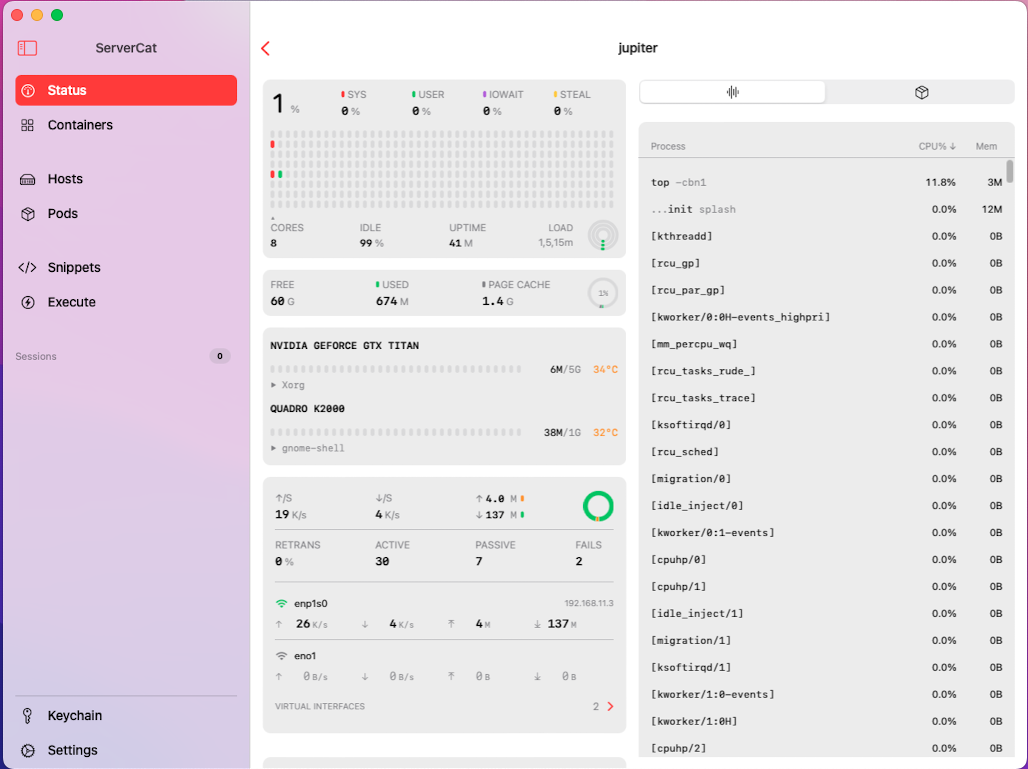 ServerCat
Status
Containers
Hosts
Pods
Snippets
Execute
Sessions 0
Keychain
Settings
jupiter
1 %
SYS USER IOWAIT STEAL
0 % 0 % 0 % 0 %
CORES IDLE UPTIME LOAD
8 99 % 41 M 1,5,15m
FREE USED PAGE CACHE
60 G 674 M 1.4 G 1%
NVIDIA GEFORCE GTX TITAN
6M/5G 34°C
▸ Xorg
QUADRO K2000
38M/1G 32°C
▸ gnome-shell
↑/S ↓/S ↑ 4.0 M
19 K/s 4 K/s ↓ 137 M
RETRANS ACTIVE PASSIVE FAILS
0 % 30 7 2
enp1s0 192.168.11.3
↑ 26 K/s ↓ 4 K/s ⤒ 4 M ⤓ 137 M
eno1
↑ 0 B/s ↓ 0 B/s ⤒ 0 B ⤓ 0 B
VIRTUAL INTERFACES 2
Process CPU% ↓ Mem
top -cbn1 11.8% 3M
...init splash 0.0% 12M
[kthreadd] 0.0% 0B
[rcu_gp] 0.0% 0B
[rcu_par_gp] 0.0% 0B
[kworker/0:0H-events_highpri] 0.0% 0B
[mm_percpu_wq] 0.0% 0B
[rcu_tasks_rude_] 0.0% 0B
[rcu_tasks_trace] 0.0% 0B
[ksoftirqd/0] 0.0% 0B
[rcu_sched] 0.0% 0B
[migration/0] 0.0% 0B
[idle_inject/0] 0.0% 0B
[kworker/0:1-events] 0.0% 0B
[cpuhp/0] 0.0% 0B
[cpuhp/1] 0.0% 0B
[idle_inject/1] 0.0% 0B
[migration/1] 0.0% 0B
[ksoftirqd/1] 0.0% 0B
[kworker/1:0-events] 0.0% 0B
[kworker/1:0H] 0.0% 0B
[cpuhp/2] 0.0% 0B